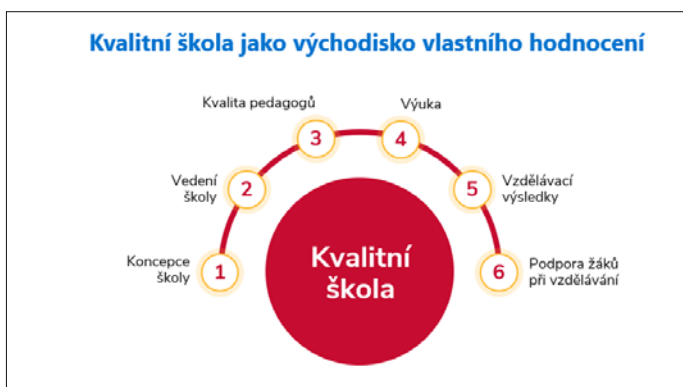 Kvalitní škola jako východisko vlastního hodnocení
Kvalita pedagogů
3
4
Výuka
Vedení
školy
2
5
Vzdělávací
výsledky
Koncepce
školy
1
Kvalitní
škola
6
Podpora žáků
při vzdělávání